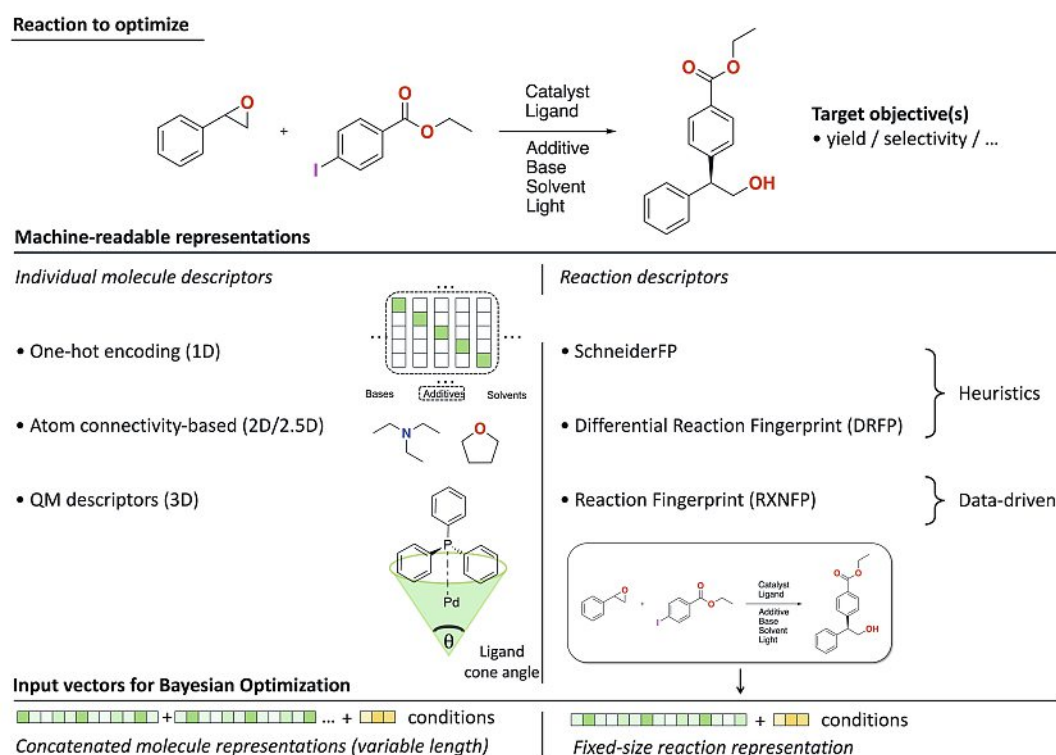 Reaction to optimize
O
+
I
O
O
Catalyst
Ligand
Additive
Base
Solvent
Light
O
O
OH
Target objective(s)
• yield / selectivity / ...
Machine-readable representations
Individual molecule descriptors
• One-hot encoding (1D)
...
...
...
...
Bases
Additives
Solvents
• Atom connectivity-based (2D/2.5D)
N
O
• QM descriptors (3D)
P
Pd
θ
Ligand
cone angle
Reaction descriptors
• SchneiderFP
• Differential Reaction Fingerprint (DRFP)
Heuristics
• Reaction Fingerprint (RXNFP)
Data-driven
O
+
I
O
O
Catalyst
Ligand
Additive
Base
Solvent
Light
O
O
OH
Input vectors for Bayesian Optimization
+ ... + conditions
Concatenated molecule representations (variable length)
+ conditions
Fixed-size reaction representation